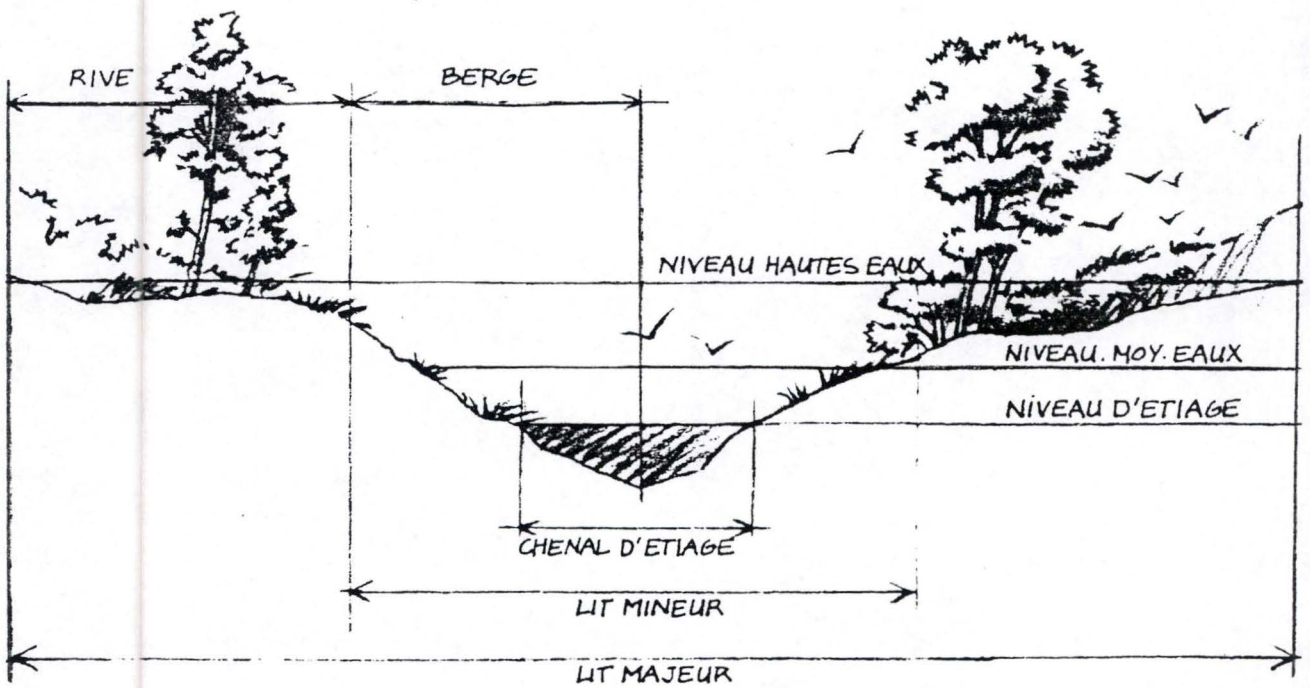 RIVE
BERGE
NIVEAU HAUTES EAUX
NIVEAU. MOY. EAUX
NIVEAU D'ETIAGE
CHENAL D'ETIAGE
LIT MINEUR
LIT MAJEUR